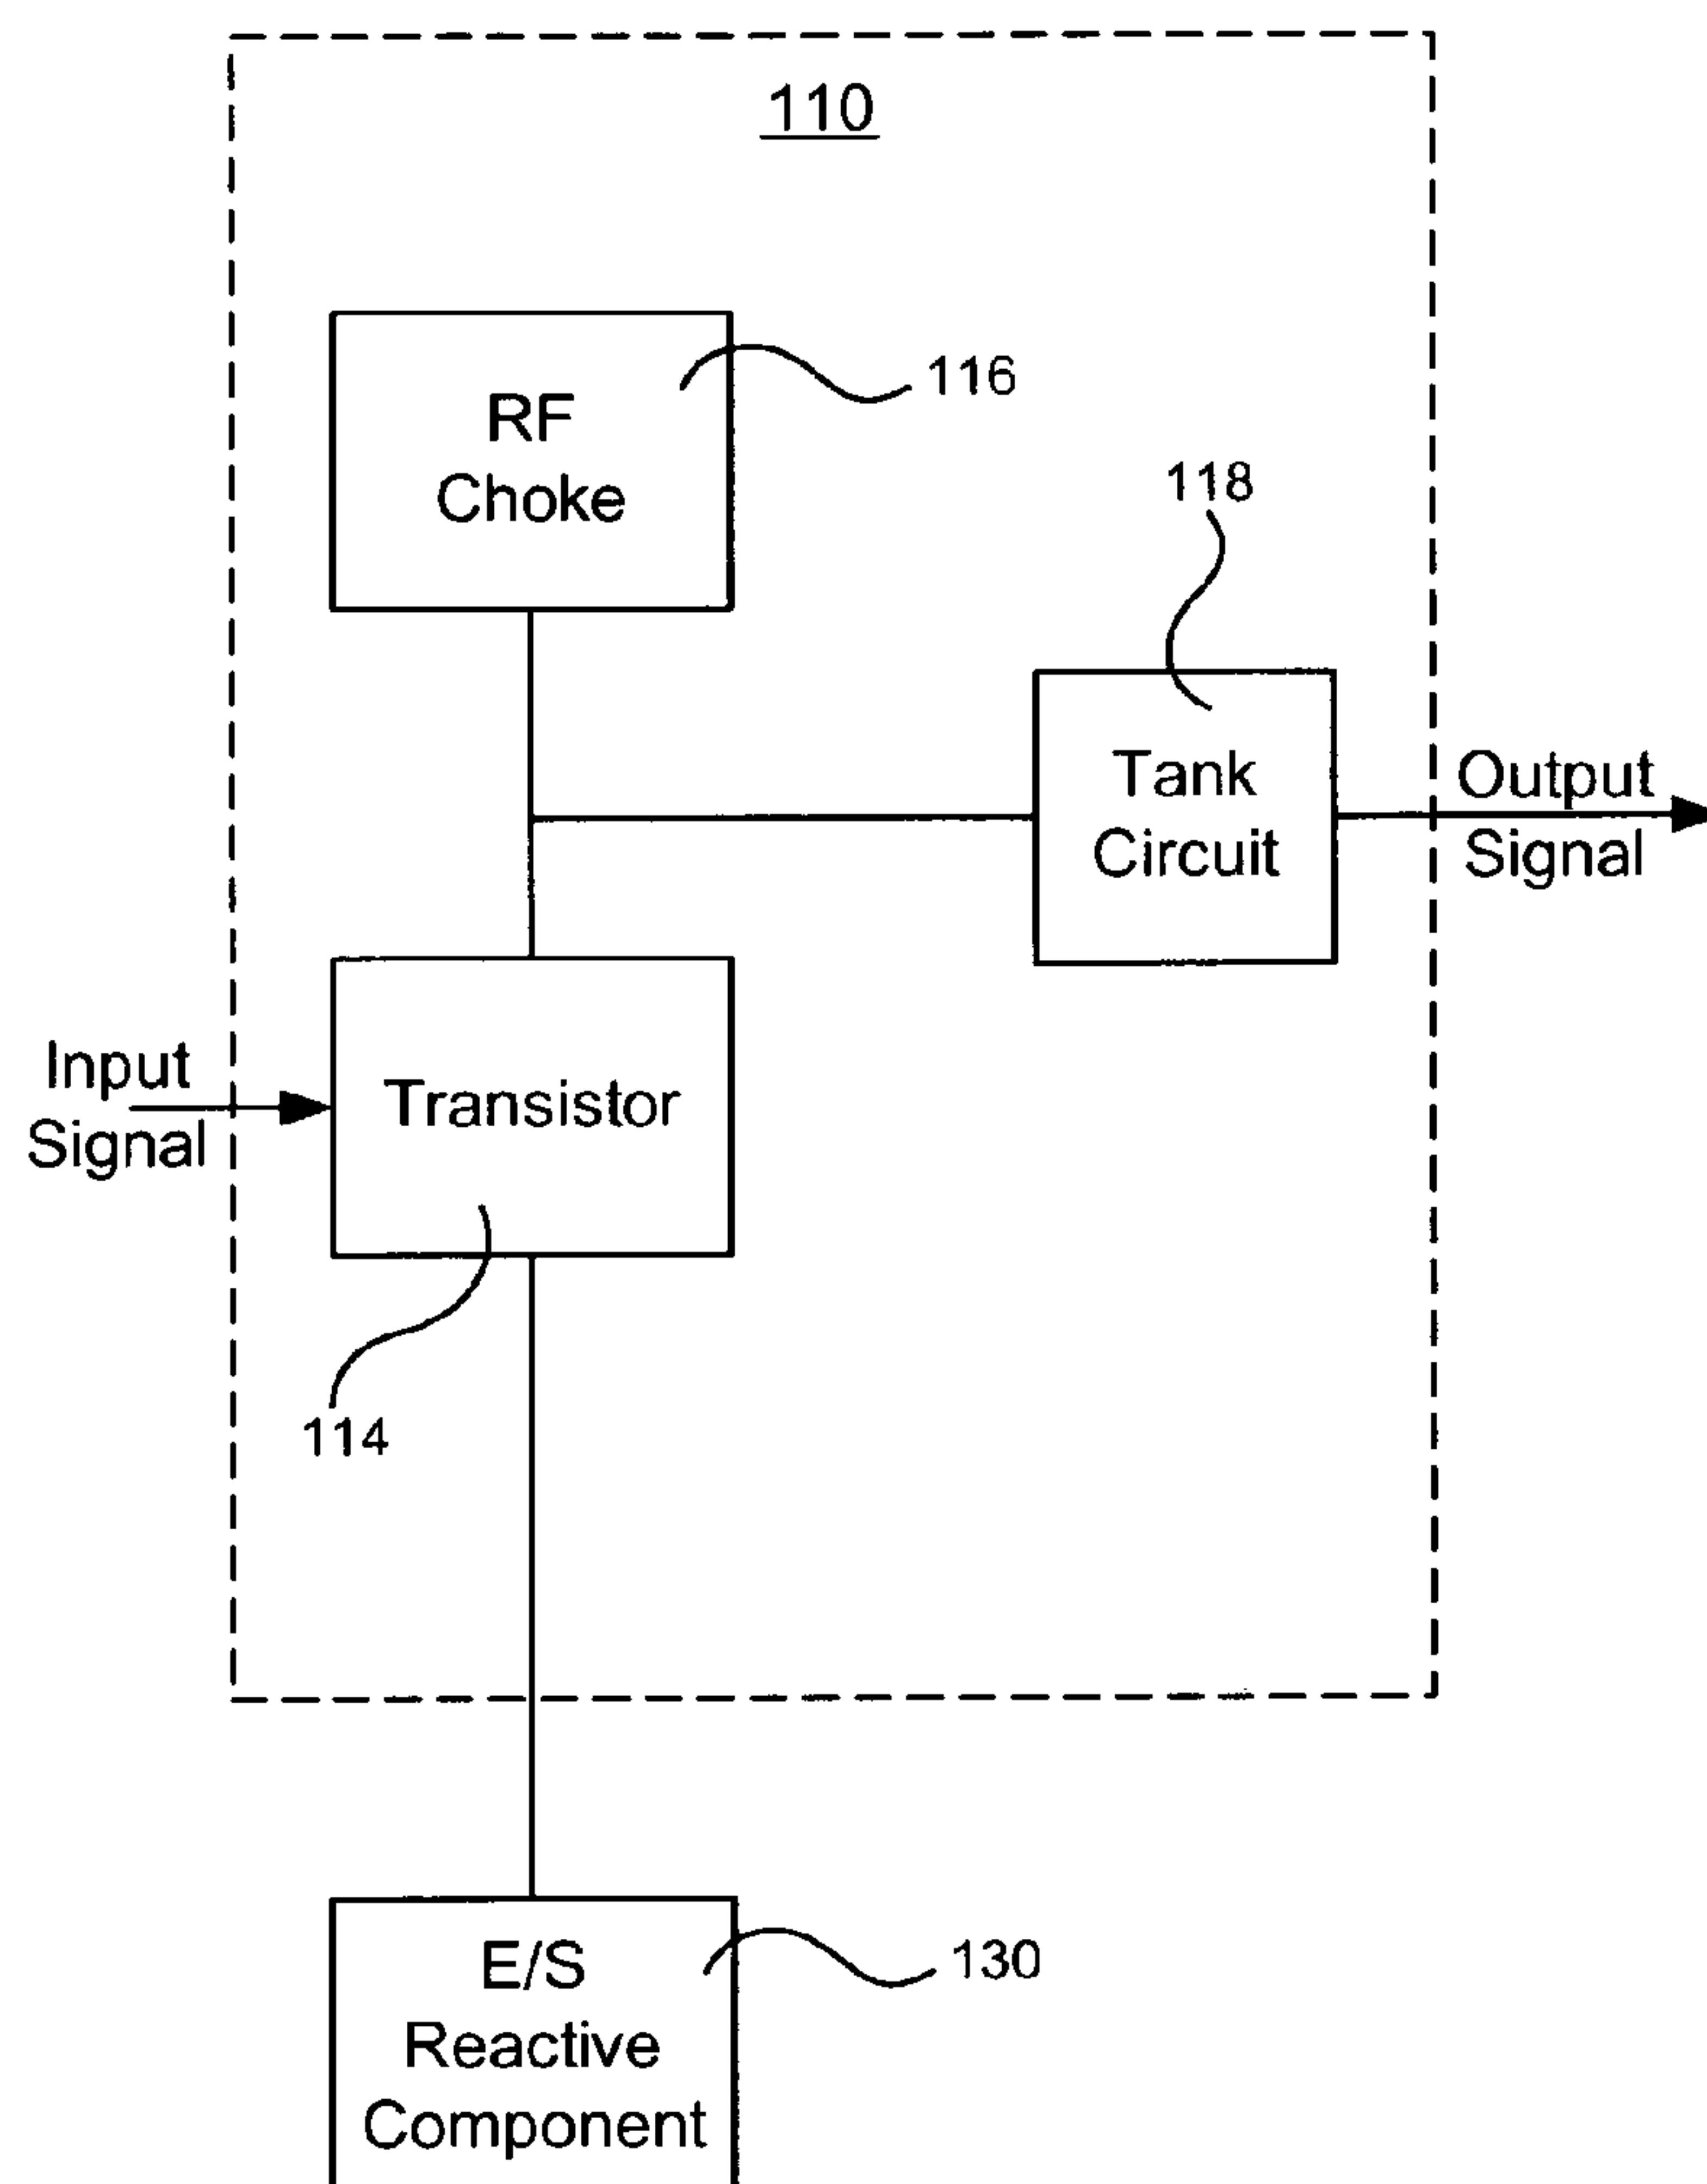 110
RF
Choke
116
118
Tank
Circuit
Output
Signal
Input
Signal
Transistor
114
E/S
Reactive
Component
130